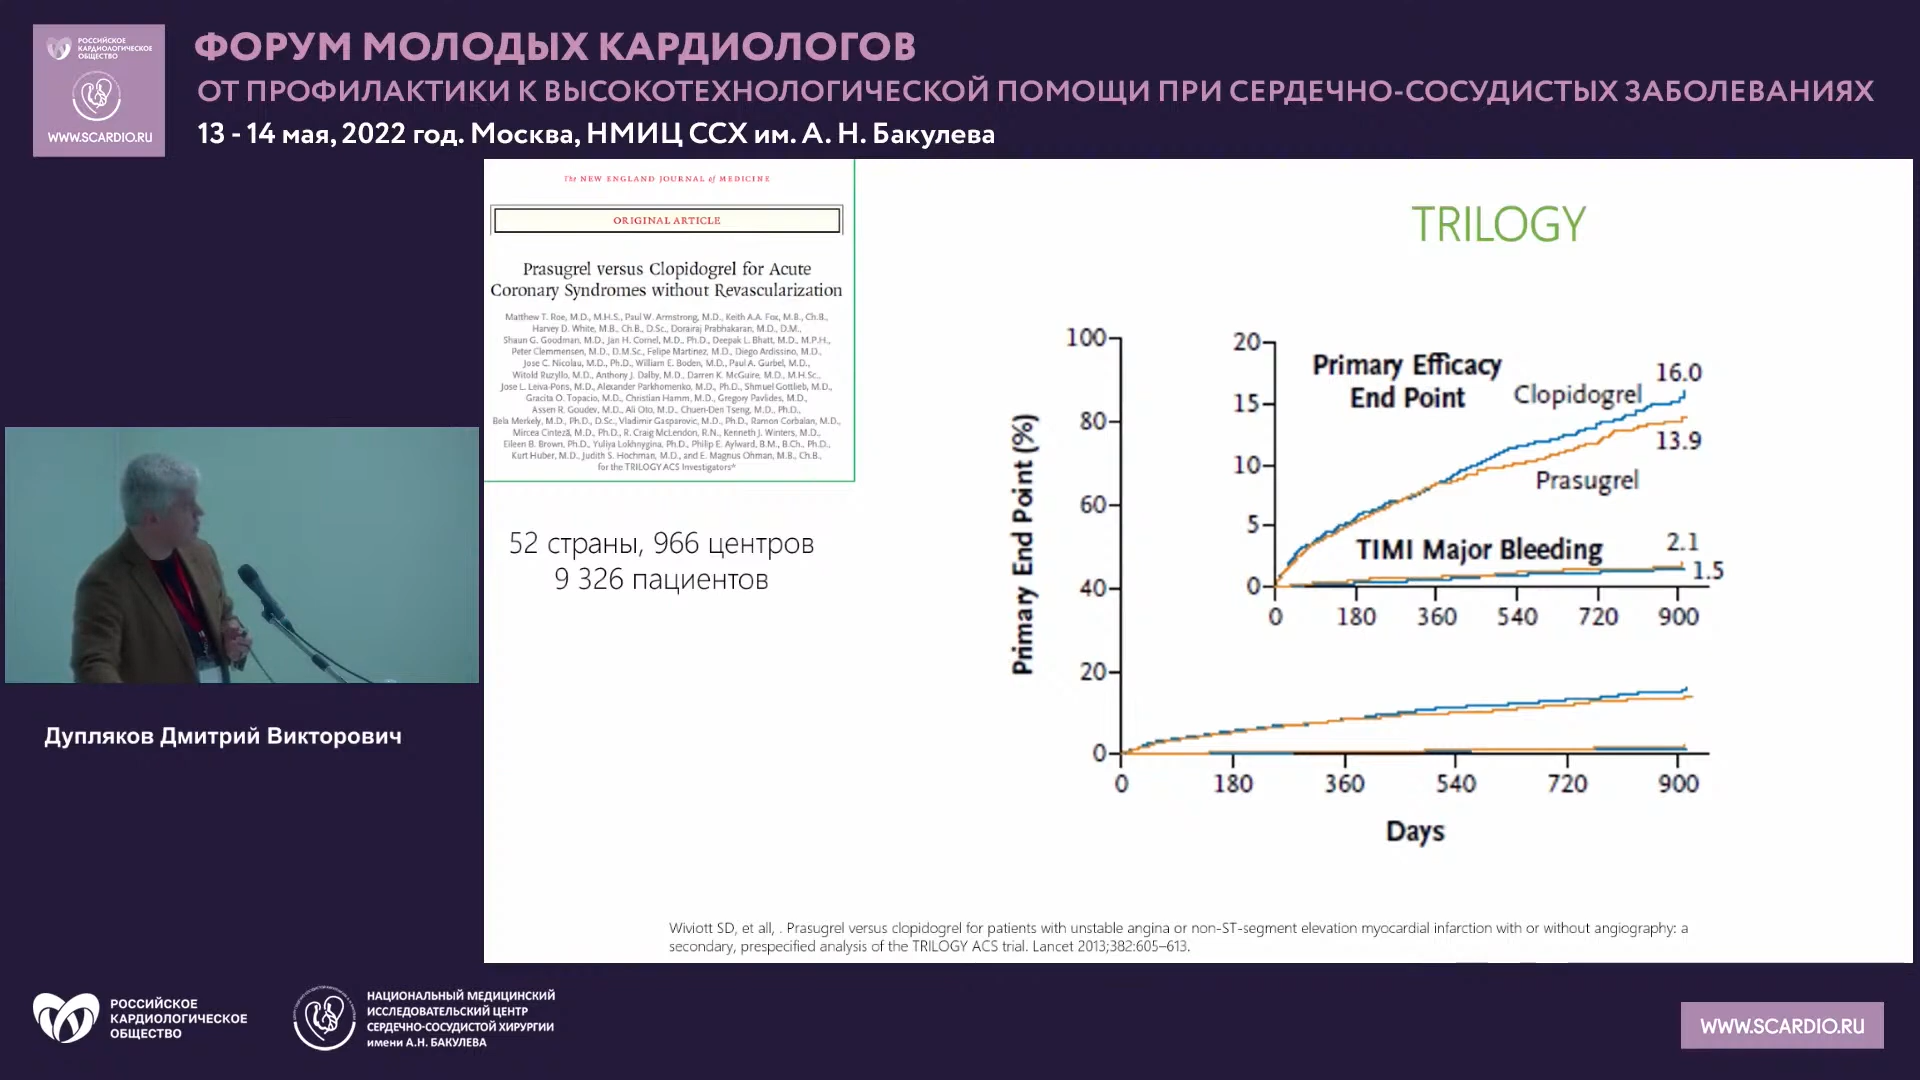 РОССИЙСКОЕ
КАРДИОЛОГИЧЕСКОЕ
ОБЩЕСТВО
WWW.SCARDIO.RU
ФОРУМ МОЛОДЫХ КАРДИОЛОГОВ
ОТ ПРОФИЛАКТИКИ К ВЫСОКОТЕХНОЛОГИЧЕСКОЙ ПОМОЩИ ПРИ СЕРДЕЧНО-СОСУДИСТЫХ ЗАБОЛЕВАНИЯХ
13 - 14 мая, 2022 год. Москва, НМИЦ ССХ им. А. Н. Бакулева
The NEW ENGLAND JOURNAL of MEDICINE
ORIGINAL ARTICLE
Prasugrel versus Clopidogrel for Acute
Coronary Syndromes without Revascularization
Matthew T. Roe, M.D., M.H.S., Paul W. Armstrong, M.D., Keith A.A. Fox, M.B., Ch.B.,
Harvey D. White, M.B., Ch.B., D.Sc., Dorairaj Prabhakaran, M.D., D.M.,
Shaun G. Goodman, M.D., Jan H. Cornel, M.D., Ph.D., Deepak L. Bhatt, M.D., M.P.H.,
Peter Clemmensen, M.D., D.M.Sc., Felipe Martinez, M.D., Diego Ardissino, M.D.,
Jose C. Nicolau, M.D., Ph.D., William E. Boden, M.D., Paul A. Gurbel, M.D.,
Witold Ruzyllo, M.D., Anthony J. Dalby, M.D., Darren K. McGuire, M.D., M.H.Sc.,
Jose L. Leiva-Pons, M.D., Alexander Parkhomenko, M.D., Ph.D., Shmuel Gottlieb, M.D.,
Gracita O. Topacio, M.D., Christian Hamm, M.D., Gregory Pavlides, M.D.,
Assen R. Goudev, M.D., Ali Oto, M.D., Chuen-Den Tseng, M.D., Ph.D.,
Bela Merkely, M.D., Ph.D., D.Sc., Vladimir Gasparovic, M.D., Ph.D., Ramon Corbalan, M.D.,
Mircea Cinteză, M.D., Ph.D., R. Craig McLendon, R.N., Kenneth J. Winters, M.D.,
Eileen B. Brown, Ph.D., Yuliya Lokhnygina, Ph.D., Philip E. Aylward, B.M., B.Ch., Ph.D.,
Kurt Huber, M.D., Judith S. Hochman, M.D., and E. Magnus Ohman, M.B., Ch.B.,
for the TRILOGY ACS Investigators*
52 страны, 966 центров
9 326 пациентов
TRILOGY
Primary End Point (%)
100
80
60
40
20
0
0 180 360 540 720 900
Days
20
15
10
5
0
0 180 360 540 720 900
Primary Efficacy
End Point
Clopidogrel
16.0
13.9
Prasugrel
TIMI Major Bleeding
2.1
1.5
Wiviott SD, et all, . Prasugrel versus clopidogrel for patients with unstable angina or non-ST-segment elevation myocardial infarction with or without angiography: a
secondary, prespecified analysis of the TRILOGY ACS trial. Lancet 2013;382:605–613.
Дупляков Дмитрий Викторович
РОССИЙСКОЕ
КАРДИОЛОГИЧЕСКОЕ
ОБЩЕСТВО
НАЦИОНАЛЬНЫЙ МЕДИЦИНСКИЙ
ИССЛЕДОВАТЕЛЬСКИЙ ЦЕНТР
СЕРДЕЧНО-СОСУДИСТОЙ ХИРУРГИИ
имени А.Н. БАКУЛЕВА
WWW.SCARDIO.RU